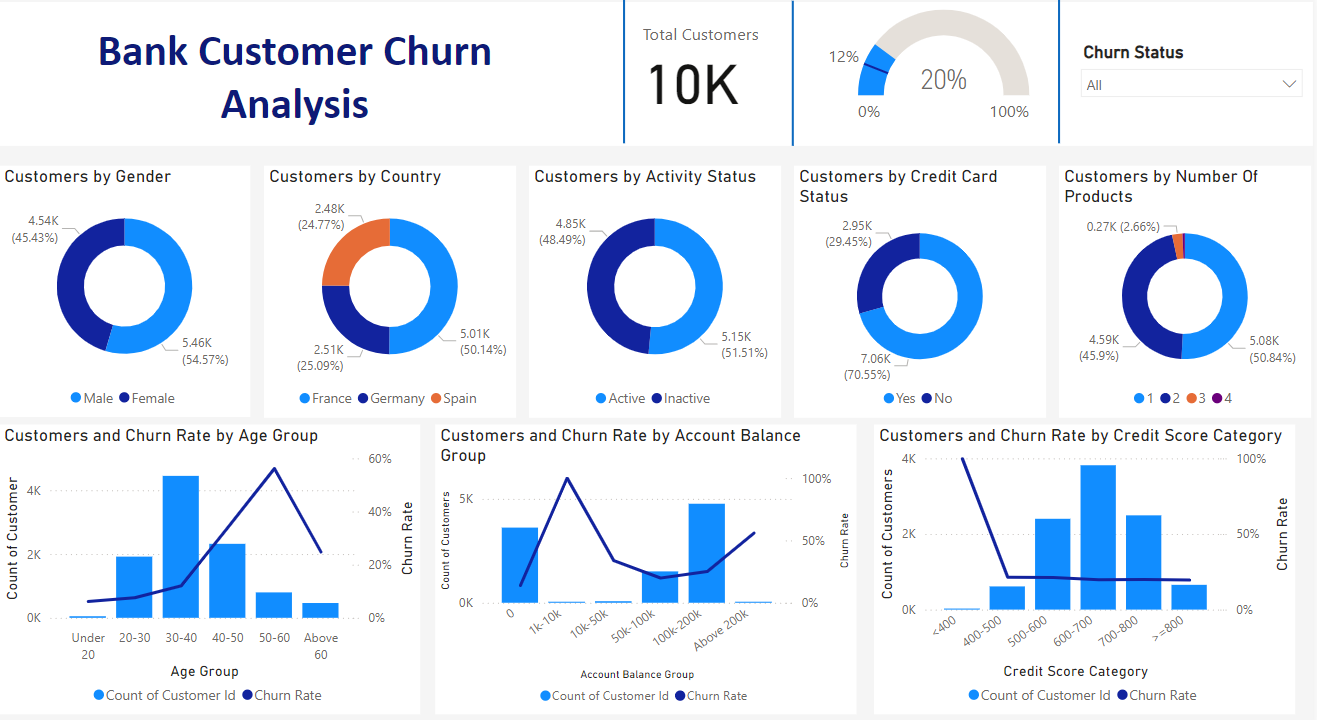 Bank Customer Churn
Analysis
Total Customers
10K
12%
20%
0%
100%
Churn Status
All
Customers by Gender
4.54K
(45.43%)
5.46K
(54.57%)
Male
Female
Customers by Country
2.48K
(24.77%)
2.51K
(25.09%)
5.01K
(50.14%)
France
Germany
Spain
Customers by Activity Status
4.85K
(48.49%)
5.15K
(51.51%)
Active
Inactive
Customers by Credit Card
Status
2.95K
(29.45%)
7.06K
(70.55%)
Yes
No
Customers by Number Of
Products
0.27K (2.66%)
4.59K
(45.9%)
5.08K
(50.84%)
1
2
3
4
Customers and Churn Rate by Age Group
Count of Customer
4K
2K
0K
60%
40%
20%
0%
Churn Rate
Under
20
20-30
30-40
40-50
50-60
Above
60
Age Group
Count of Customer Id
Churn Rate
Customers and Churn Rate by Account Balance
Group
Count of Customers
5K
0K
100%
50%
0%
Churn Rate
0
1k-10k
10k-50k
50k-100k
100k-200k
Above 200k
Account Balance Group
Count of Customer Id
Churn Rate
Customers and Churn Rate by Credit Score Category
Count of Customers
4K
2K
0K
100%
50%
0%
Churn Rate
<400
400-500
500-600
600-700
700-800
>=800
Credit Score Category
Count of Customer Id
Churn Rate